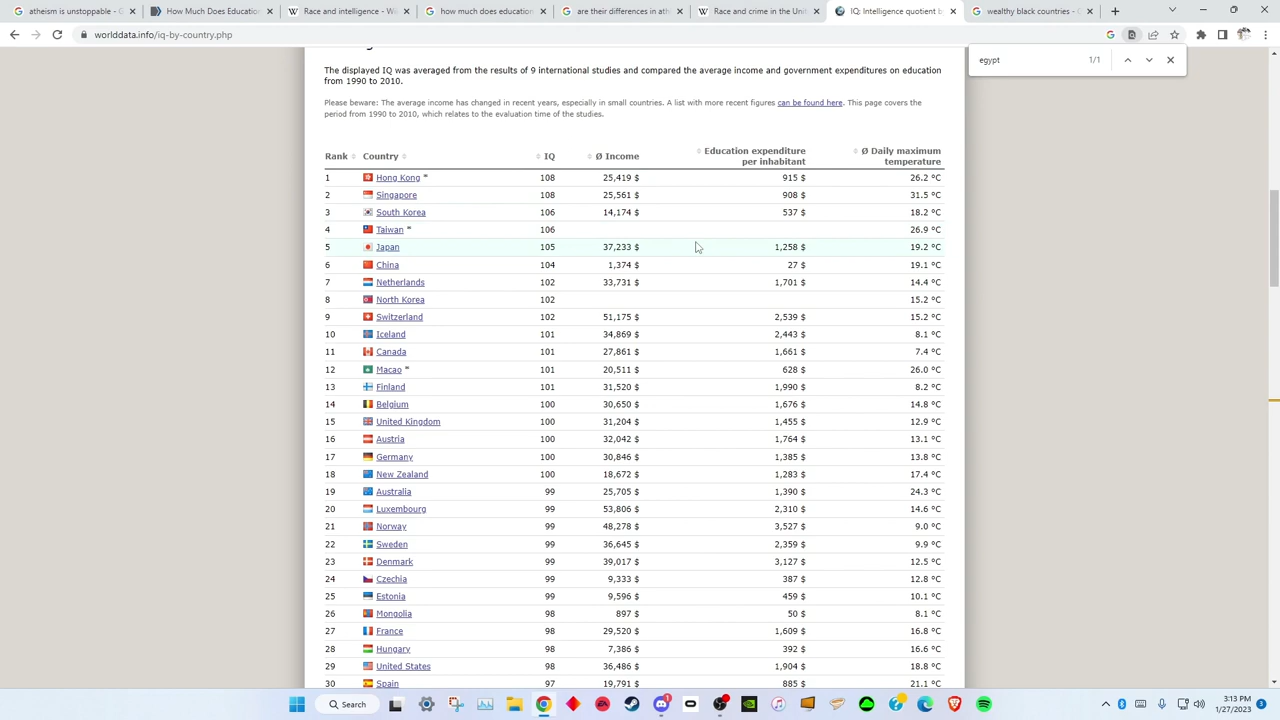 atheism is unstoppable - G
How Much Does Education
Race and intelligence - Wi
how much does education
are their differences in ath
Race and crime in the Unite
IQ: Intelligence quotient b
wealthy black countries - G
worlddata.info/iq-by-country.php
egypt 1/1
The displayed IQ was averaged from the results of 9 international studies and compared the average income and government expenditures on education
from 1990 to 2010.
Please beware: The average income has changed in recent years, especially in small countries. A list with more recent figures can be found here. This page covers the
period from 1990 to 2010, which relates to the evaluation time of the studies.
Rank Country IQ Ø Income Education expenditure per inhabitant Ø Daily maximum temperature
1 Hong Kong * 108 25,419 $ 915 $ 26.2 °C
2 Singapore 108 25,561 $ 908 $ 31.5 °C
3 South Korea 106 14,174 $ 537 $ 18.2 °C
4 Taiwan * 106 26.9 °C
5 Japan 105 37,233 $ 1,258 $ 19.2 °C
6 China 104 1,374 $ 27 $ 19.1 °C
7 Netherlands 102 33,731 $ 1,701 $ 14.4 °C
8 North Korea 102 15.2 °C
9 Switzerland 102 51,175 $ 2,539 $ 15.2 °C
10 Iceland 101 34,869 $ 2,443 $ 8.1 °C
11 Canada 101 27,861 $ 1,661 $ 7.4 °C
12 Macao * 101 20,511 $ 628 $ 26.0 °C
13 Finland 101 31,520 $ 1,990 $ 8.2 °C
14 Belgium 100 30,650 $ 1,676 $ 14.8 °C
15 United Kingdom 100 31,204 $ 1,455 $ 12.9 °C
16 Austria 100 32,042 $ 1,764 $ 13.1 °C
17 Germany 100 30,846 $ 1,385 $ 13.8 °C
18 New Zealand 100 18,672 $ 1,283 $ 17.4 °C
19 Australia 99 25,705 $ 1,390 $ 24.3 °C
20 Luxembourg 99 53,806 $ 2,310 $ 14.6 °C
21 Norway 99 48,278 $ 3,527 $ 9.0 °C
22 Sweden 99 36,645 $ 2,359 $ 9.9 °C
23 Denmark 99 39,017 $ 3,127 $ 12.5 °C
24 Czechia 99 9,333 $ 387 $ 12.8 °C
25 Estonia 99 9,596 $ 459 $ 10.1 °C
26 Mongolia 98 897 $ 50 $ 8.1 °C
27 France 98 29,520 $ 1,609 $ 16.8 °C
28 Hungary 98 7,386 $ 392 $ 16.6 °C
29 United States 98 36,486 $ 1,904 $ 18.8 °C
30 Spain 97 19,791 $ 885 $ 21.1 °C
Search
3:13 PM
1/27/2023